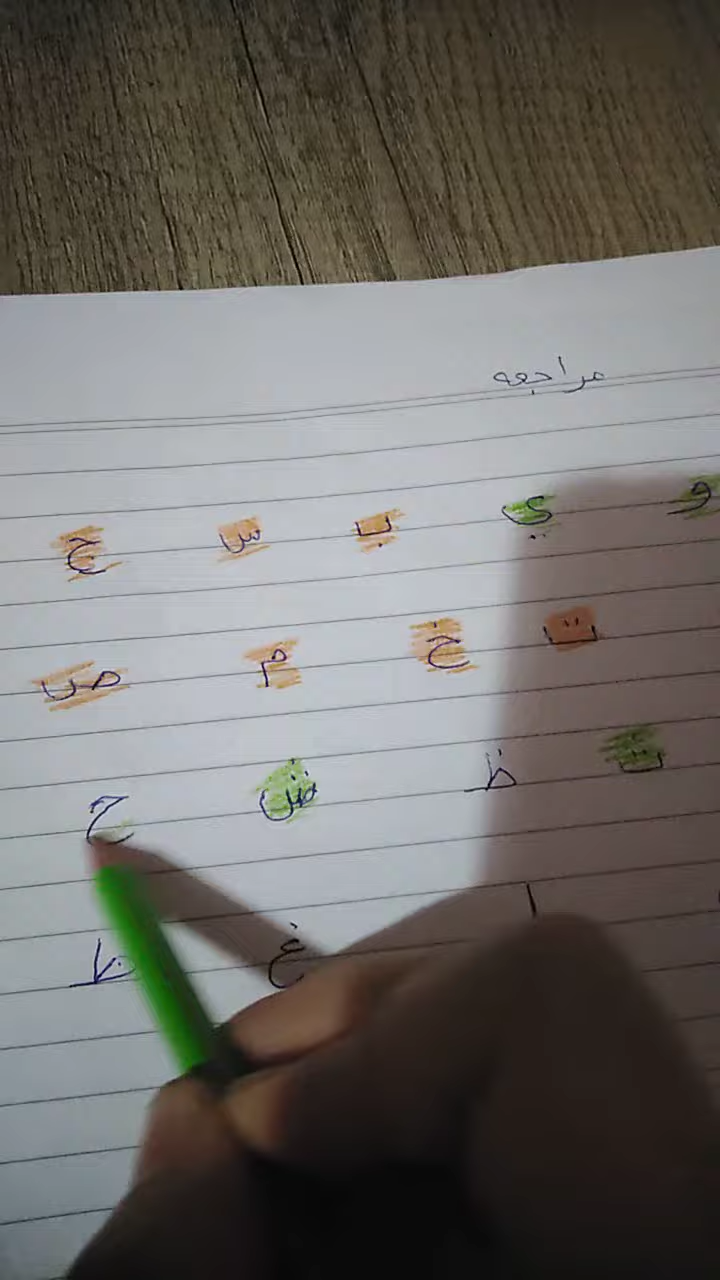 مراجعه
و ي ب س ج
ت خ م ص
ث ظ ض ح
ا غ ظ